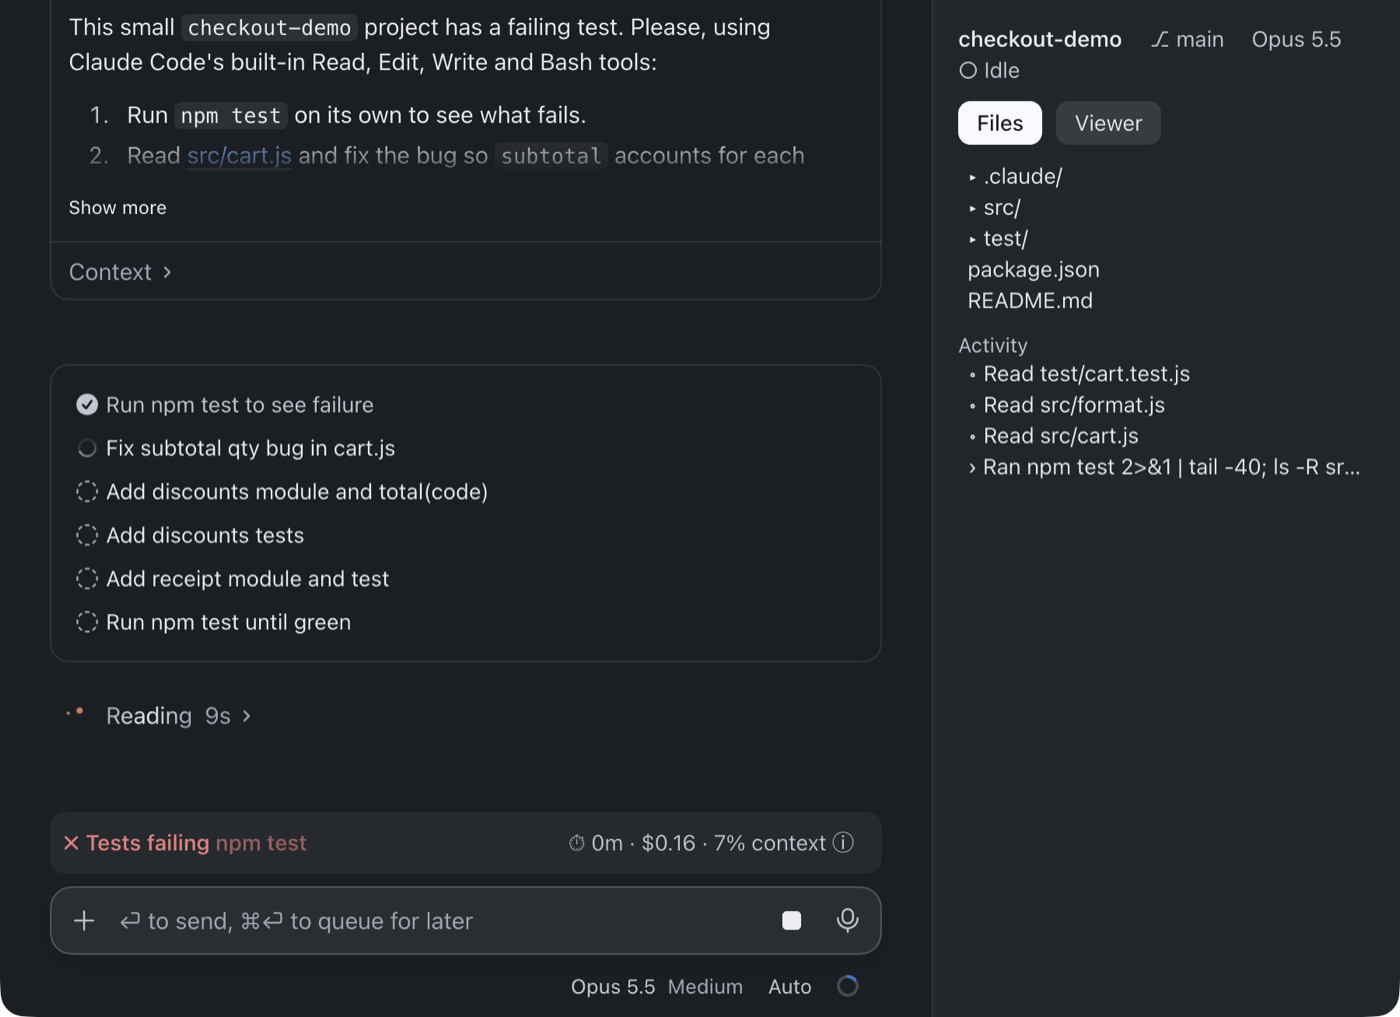 This small checkout-demo project has a failing test. Please, using
Claude Code's built-in Read, Edit, Write and Bash tools:
1. Run npm test on its own to see what fails.
2. Read src/cart.js and fix the bug so subtotal accounts for each
Show more
Context ›
Run npm test to see failure
Fix subtotal qty bug in cart.js
Add discounts module and total(code)
Add discounts tests
Add receipt module and test
Run npm test until green
Reading 9s ›
✕ Tests failing npm test
0m · $0.16 · 7% context ⓘ
+ ⏎ to send, ⌘⏎ to queue for later
Opus 5.5 Medium Auto
checkout-demo main Opus 5.5
Idle
Files Viewer
▸ .claude/
▸ src/
▸ test/
package.json
README.md
Activity
• Read test/cart.test.js
• Read src/format.js
• Read src/cart.js
› Ran npm test 2>&1 | tail -40; ls -R sr...